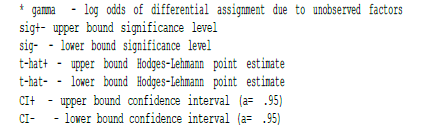 * gamma - log odds of differential assignment due to unobserved factors
sig+- upper bound significance level
sig- - lower bound significance level
t-hat+ - upper bound Hodges-Lehmann point estimate
t-hat- - lower bound Hodges-Lehmann point estimate
CI+ - upper bound confidence interval (a= .95)
CI- - lower bound confidence interval (a= .95)